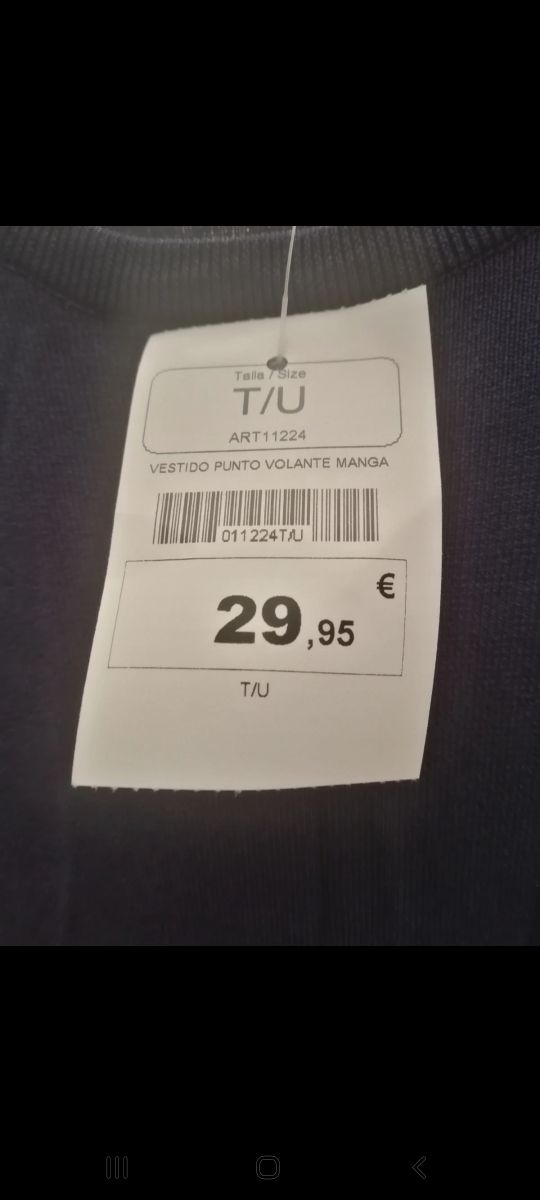 Talla / Size
T/U
ART11224
VESTIDO PUNTO VOLANTE MANGA
011224T/U
€
29,95
T/U